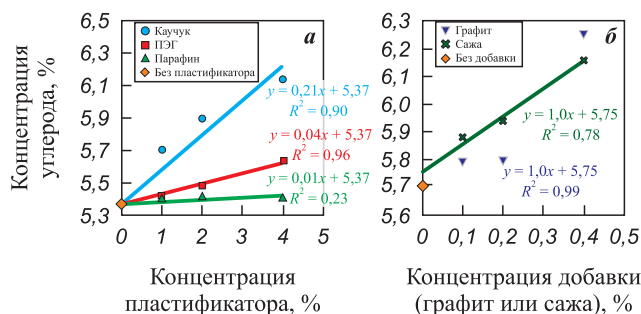 Концентрация
углерода, %
а
Каучук
ПЭГ
Парафин
Без пластификатора
6,3
6,1
5,9
5,7
5,5
5,3
y = 0,21x + 5,37
R² = 0,90
y = 0,04x + 5,37
R² = 0,96
y = 0,01x + 5,37
R² = 0,23
0 1 2 3 4 5
Концентрация
пластификатора, %
б
Графит
Сажа
Без добавки
6,3
6,2
6,1
6,0
5,9
5,8
5,7
5,6
y = 1,0x + 5,75
R² = 0,78
y = 1,0x + 5,75
R² = 0,99
0 0,1 0,2 0,3 0,4 0,5
Концентрация добавки
(графит или сажа), %